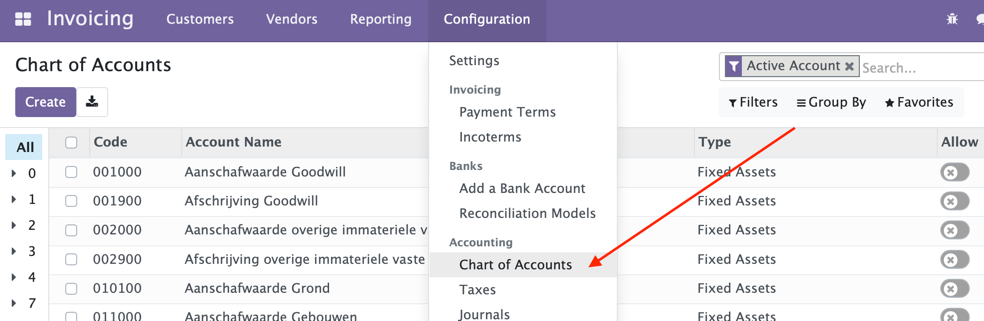 Invoicing Customers Vendors Reporting Configuration
Chart of Accounts
Create
Active Account Search...
Filters Group By Favorites
Settings
Invoicing
Payment Terms
Incoterms
Banks
Add a Bank Account
Reconciliation Models
Accounting
Chart of Accounts
Taxes
Journals
All
0
1
2
3
4
7
Code Account Name Type Allow
001000 Aanschafwaarde Goodwill Fixed Assets
001900 Afschrijving Goodwill Fixed Assets
002000 Aanschafwaarde overige immateriele v Fixed Assets
002900 Afschrijving overige immateriele vaste Fixed Assets
010100 Aanschafwaarde Grond Fixed Assets
011000 Aanschafwaarde Gebouwen Fixed Assets